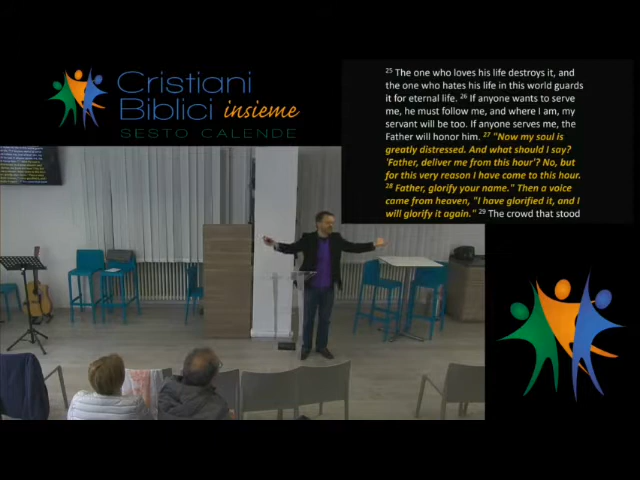 Cristiani
Biblici insieme
SESTO CALENDE
25 The one who loves his life destroys it, and
the one who hates his life in this world guards
it for eternal life. 26 If anyone wants to serve
me, he must follow me, and where I am, my
servant will be too. If anyone serves me, the
Father will honor him. 27 "Now my soul is
greatly distressed. And what should I say?
'Father, deliver me from this hour'? No, but
for this very reason I have come to this hour.
28 Father, glorify your name." Then a voice
came from heaven, "I have glorified it, and I
will glorify it again." 29 The crowd that stood